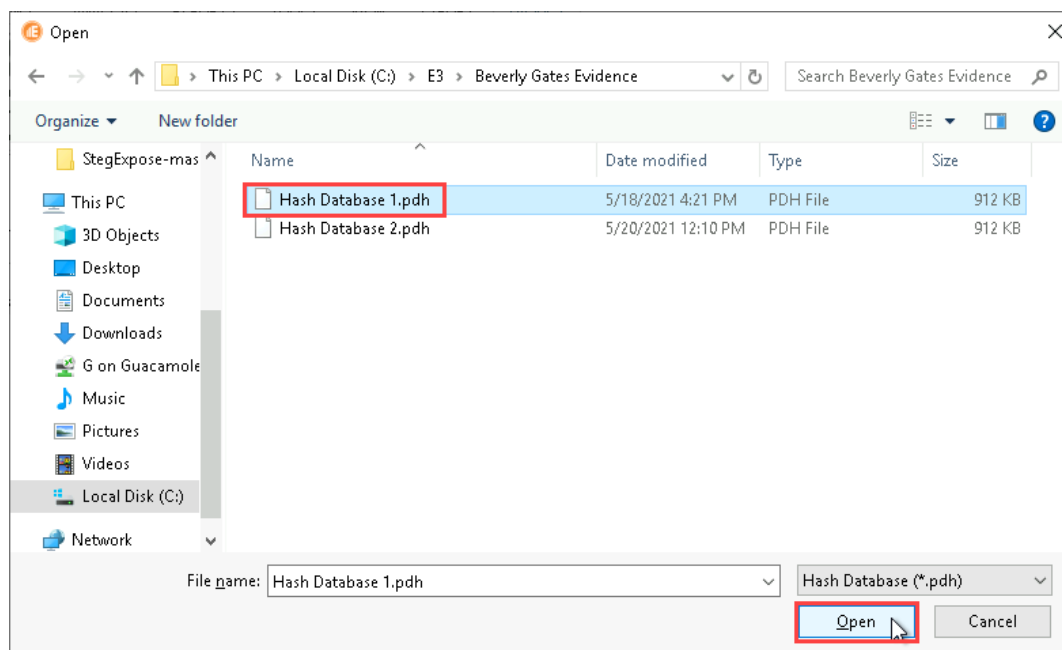 Open
This PC > Local Disk (C:) > E3 > Beverly Gates Evidence
Search Beverly Gates Evidence
Organize
New folder
StegExpose-mas
This PC
3D Objects
Desktop
Documents
Downloads
G on Guacamole
Music
Pictures
Videos
Local Disk (C:)
Network
Name Date modified Type Size
Hash Database 1.pdh 5/18/2021 4:21 PM PDH File 912 KB
Hash Database 2.pdh 5/20/2021 12:10 PM PDH File 912 KB
File name: Hash Database 1.pdh
Hash Database (*.pdh)
Open Cancel